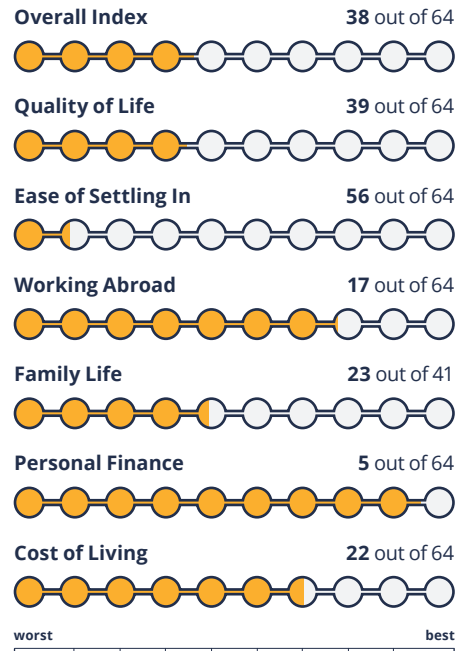 Overall Index 38 out of 64
Quality of Life 39 out of 64
Ease of Settling In 56 out of 64
Working Abroad 17 out of 64
Family Life 23 out of 41
Personal Finance 5 out of 64
Cost of Living 22 out of 64
worst best